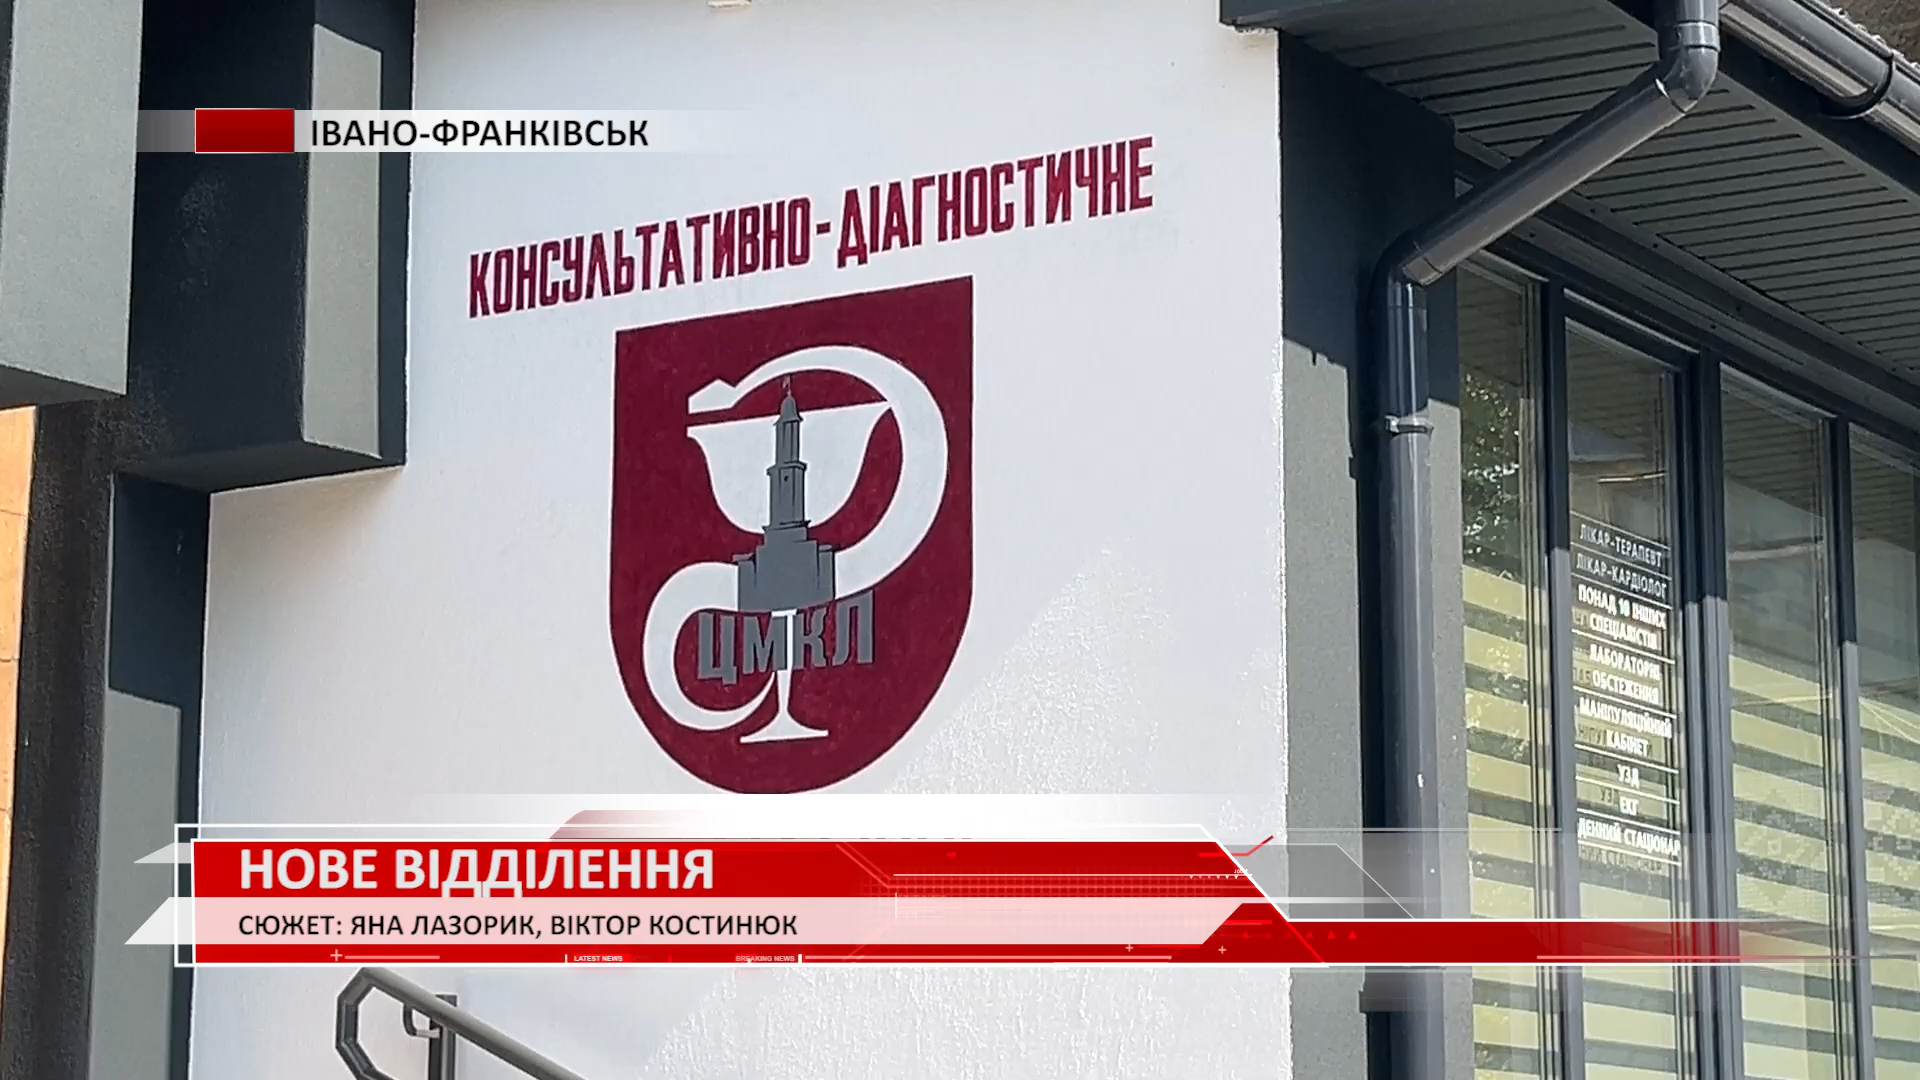 ІВАНО-ФРАНКІВСЬК
КОНСУЛЬТАТИВНО-ДІАГНОСТИЧНЕ
ЦМКЛ
ЛІКАР-ТЕРАПЕВТ
ЛІКАР-КАРДІОЛОГ
ПОНАД 10 ІНШИХ
СПЕЦІАЛІСТІВ
ЛАБОРАТОРНІ
ОБСТЕЖЕННЯ
МАНІПУЛЯЦІЙНИЙ
КАБІНЕТ
УЗД
ЕКГ
ДЕННИЙ СТАЦІОНАР
НОВЕ ВІДДІЛЕННЯ
СЮЖЕТ: ЯНА ЛАЗОРИК, ВІКТОР КОСТИНЮК
LATEST NEWS
BREAKING NEWS